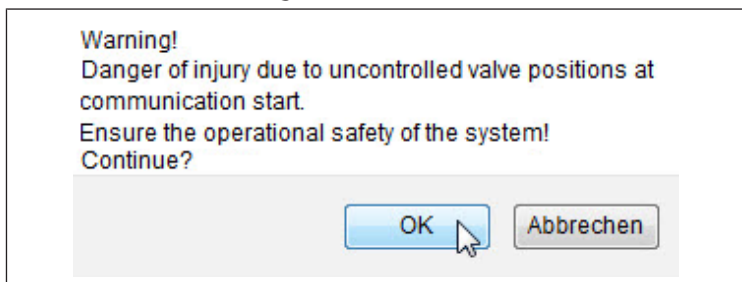 Warning!
Danger of injury due to uncontrolled valve positions at
communication start.
Ensure the operational safety of the system!
Continue?
OK
Abbrechen